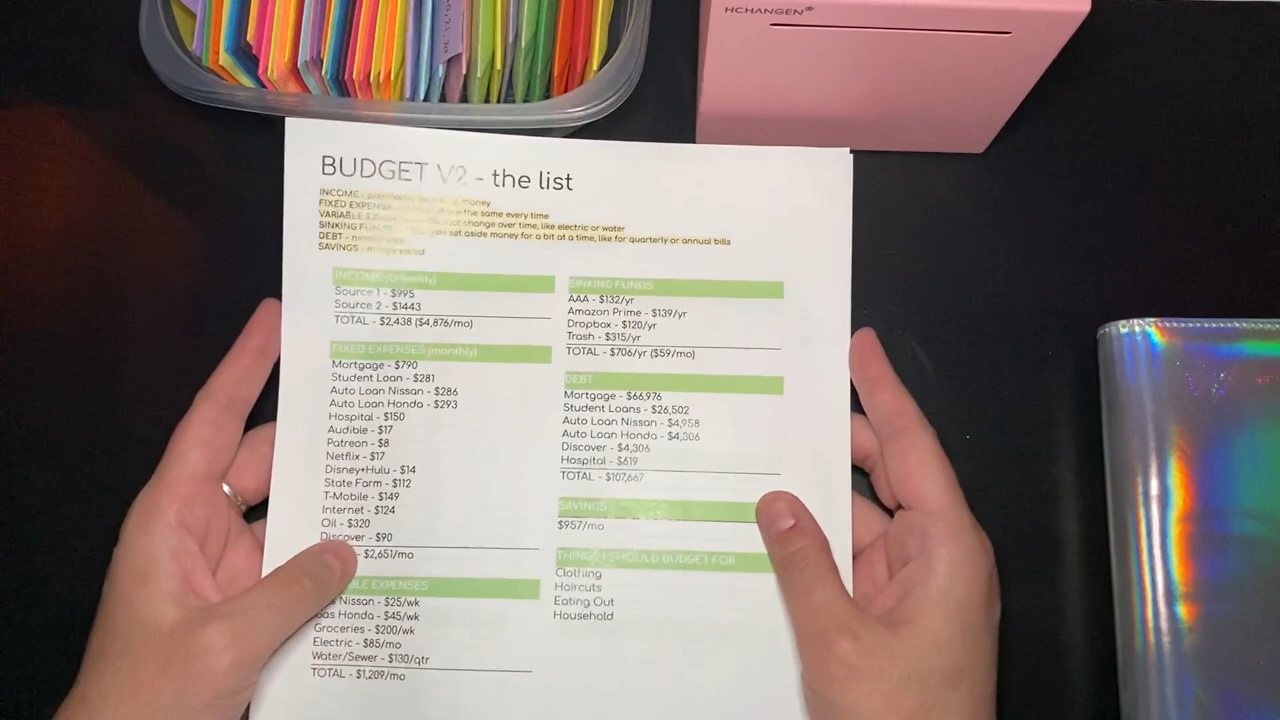 HCHANGEN®
BUDGET V2 - the list
INCOME - money
FIXED EXPENSE the same every time
VARIABLE change over time, like electric or water
SINKING FUNDS set aside money for a bit at a time, like for quarterly or annual bills
DEBT -
SAVINGS - money saved
INCOME (biweekly)
Source 1 - $995
Source 2 - $1443
TOTAL - $2,438 ($4,876/mo)
FIXED EXPENSES (monthly)
Mortgage - $790
Student Loan - $281
Auto Loan Nissan - $286
Auto Loan Honda - $293
Hospital - $150
Audible - $17
Patreon - $8
Netflix - $17
Disney+Hulu - $14
State Farm - $112
T-Mobile - $149
Internet - $124
Oil - $320
Discover - $90
- $2,651/mo
BLE EXPENSES
s Nissan - $25/wk
Gas Honda - $45/wk
Groceries - $200/wk
Electric - $85/mo
Water/Sewer - $130/qtr
TOTAL - $1,209/mo
SINKING FUNDS
AAA - $132/yr
Amazon Prime - $139/yr
Dropbox - $120/yr
Trash - $315/yr
TOTAL - $706/yr ($59/mo)
DEBT
Mortgage - $66,976
Student Loans - $26,502
Auto Loan Nissan - $4,958
Auto Loan Honda - $4,306
Discover - $4,306
Hospital - $619
TOTAL - $107,667
SAVINGS
$957/mo
THINGS I SHOULD BUDGET FOR
Clothing
Haircuts
Eating Out
Household